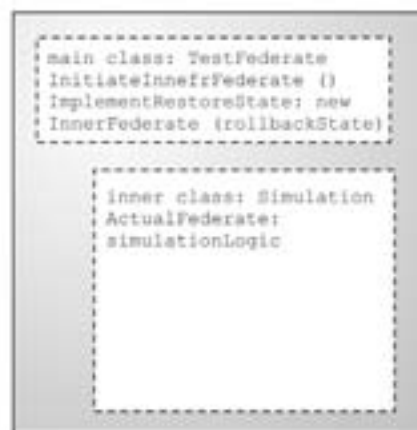 main class: TestFederate
InitiateInnefrFederate ()
ImplementRestoreState: new
InnerFederate (rollbackState)
inner class: Simulation
ActualFederate:
simulationLogic